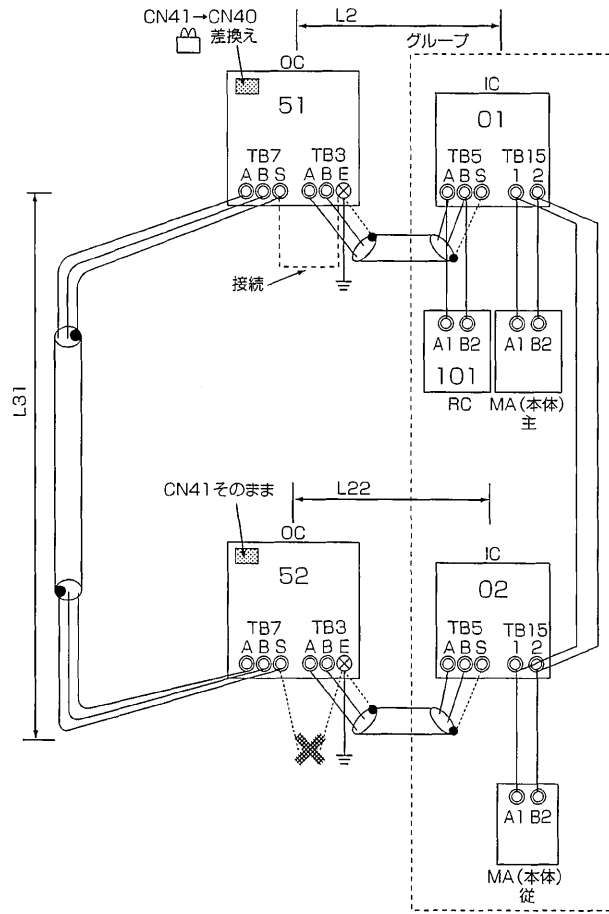 CN41→CN40
差換え
L2
グループ
OC
51
TB7 TB3
A B S A B E
IC
01
TB5 TB15
A B S 1 2
接続
A1 B2
101
RC
A1 B2
MA(本体)
主
L31
CN41そのまま
L22
OC
52
TB7 TB3
A B S A B E
IC
02
TB5 TB15
A B S 1 2
A1 B2
MA(本体)
従